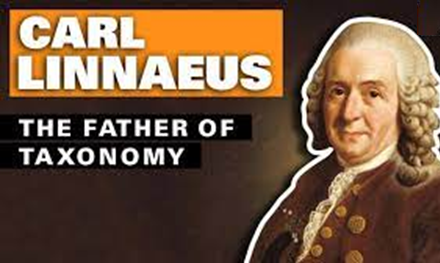 CARL
LINNAEUS
THE FATHER OF
TAXONOMY